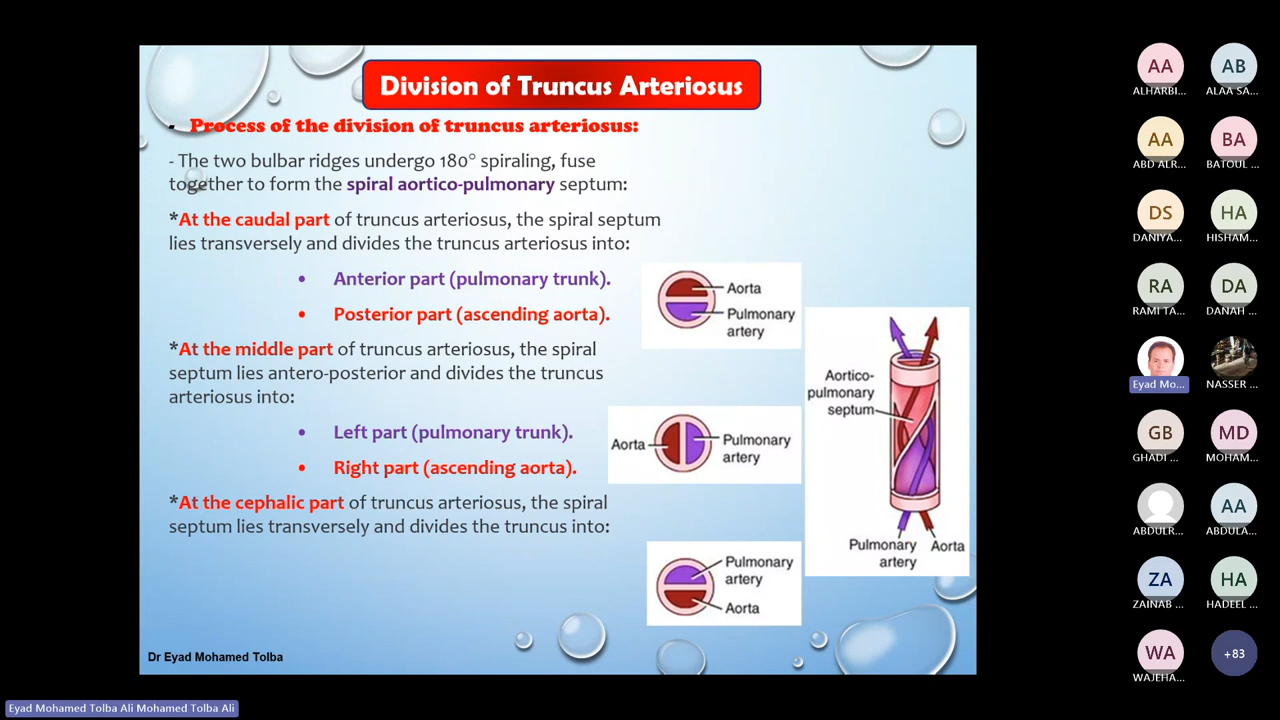 Division of Truncus Arteriosus
▪ Process of the division of truncus arteriosus:
- The two bulbar ridges undergo 180° spiraling, fuse
together to form the spiral aortico-pulmonary septum:
*At the caudal part of truncus arteriosus, the spiral septum
lies transversely and divides the truncus arteriosus into:
• Anterior part (pulmonary trunk).
• Posterior part (ascending aorta).
*At the middle part of truncus arteriosus, the spiral
septum lies antero-posterior and divides the truncus
arteriosus into:
• Left part (pulmonary trunk).
• Right part (ascending aorta).
*At the cephalic part of truncus arteriosus, the spiral
septum lies transversely and divides the truncus into:
Aorta
Pulmonary
artery
Aorta
Pulmonary
artery
Pulmonary
artery
Aorta
Aortico-
pulmonary
septum
Pulmonary
artery
Aorta
Dr Eyad Mohamed Tolba
AA
ALHARBI...
AB
ALAA SA...
AA
ABD ALR...
BA
BATOUL ...
DS
DANIYA...
HA
HISHAM...
RA
RAMI TA...
DA
DANAH ...
Eyad Mo...
NASSER ...
GB
GHADI ...
MD
MOHAM...
ABDULR...
AA
ABDULA...
ZA
ZAINAB ...
HA
HADEEL ...
WA
WAJEHA...
+83
Eyad Mohamed Tolba Ali Mohamed Tolba Ali